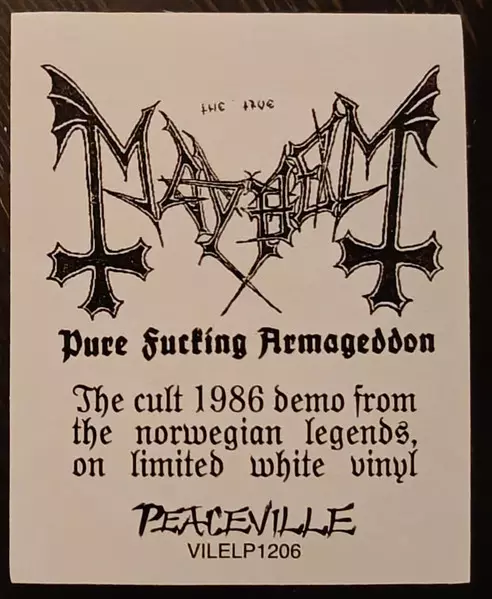 THE TRUE
MAYHEM
Pure Fucking Armageddon
The cult 1986 demo from
the norwegian legends,
on limited white vinyl
PEACEVILLE
VILELP1206